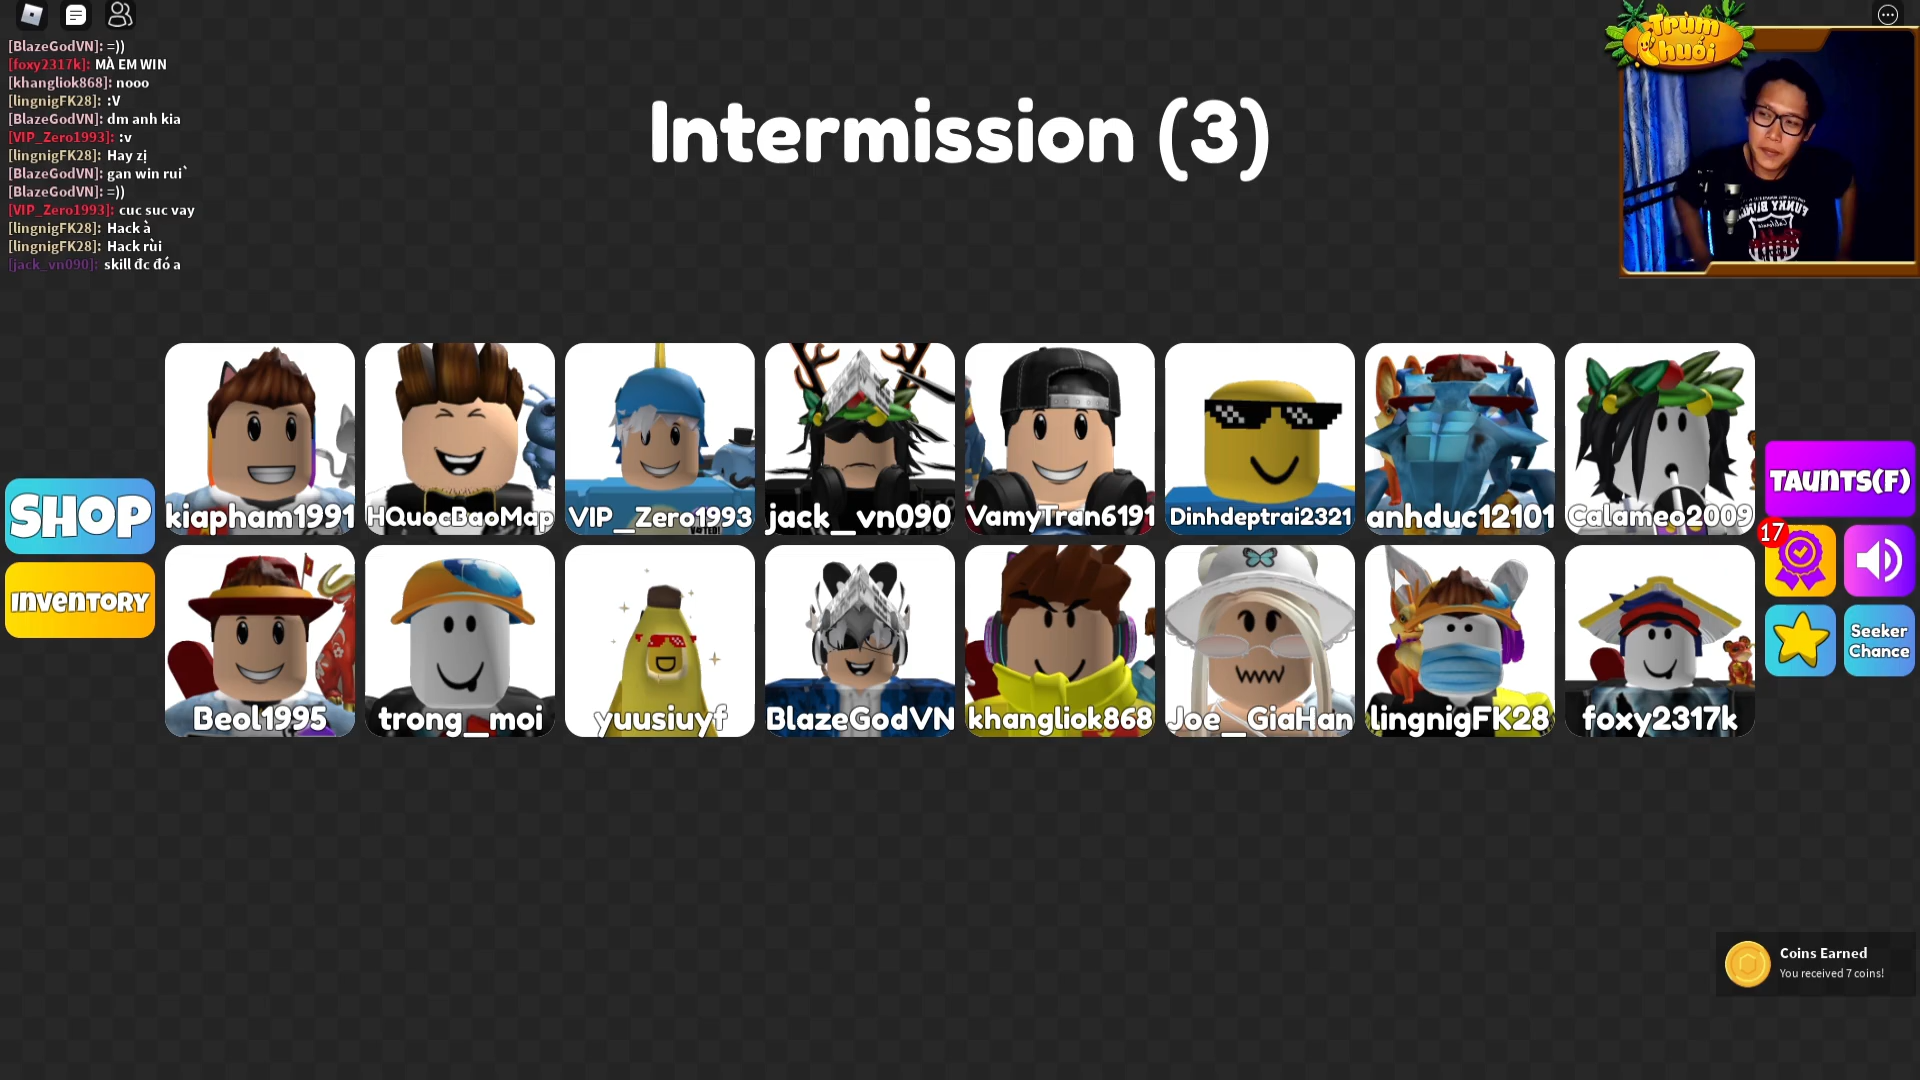 [BlazeGodVN]: =))
[foxy2317k]: MÀ EM WIN
[khangliok868]: nooo
[lingnigFK28]: :V
[BlazeGodVN]: dm anh kia
[VIP_Zero1993]: :v
[lingnigFK28]: Hay zị
[BlazeGodVN]: gan win rui`
[BlazeGodVN]: =))
[VIP_Zero1993]: cuc suc vay
[lingnigFK28]: Hack à
[lingnigFK28]: Hack rùi
[jack_vn090]: skill đc đó a
Intermission (3)
Trùm
chuối
SHOP
INVENTORY
kiapham1991
HQuocBaoMap
VIP_Zero1993
jack_vn090
VamyTran6191
Dinhdeptrai2321
anhduc12101
Calameo2009
Beol1995
trong_moi
yuusiuyf
BlazeGodVN
khangliok868
Joe_GiaHan
lingnigFK28
foxy2317k
TAUNTS(F)
17
Seeker
Chance
Coins Earned
You received 7 coins!